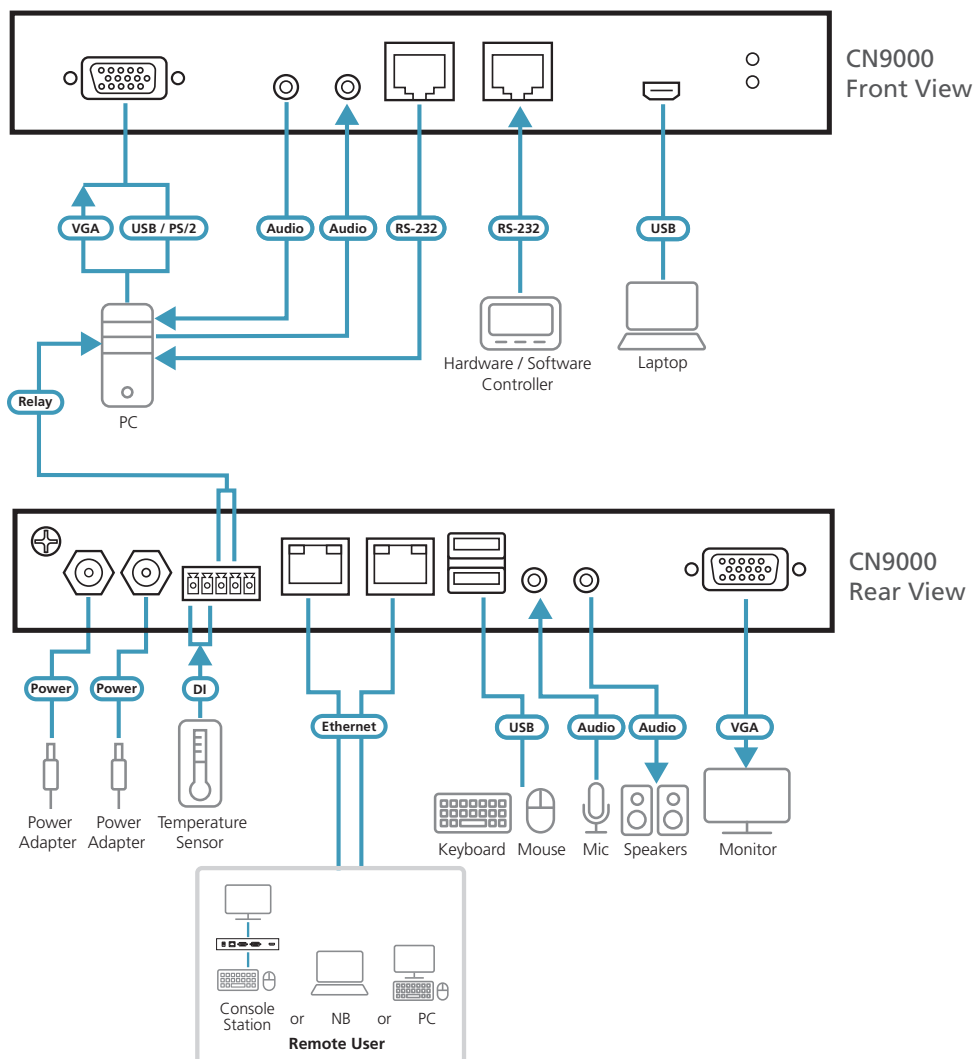 CN9000
Front View
VGA
USB / PS/2
Audio
Audio
RS-232
RS-232
USB
Hardware / Software
Controller
Laptop
Relay
PC
CN9000
Rear View
Power
Power
DI
Ethernet
USB
Audio
Audio
VGA
Power
Adapter
Power
Adapter
Temperature
Sensor
Keyboard
Mouse
Mic
Speakers
Monitor
Console
Station
or
NB
or
PC
Remote User